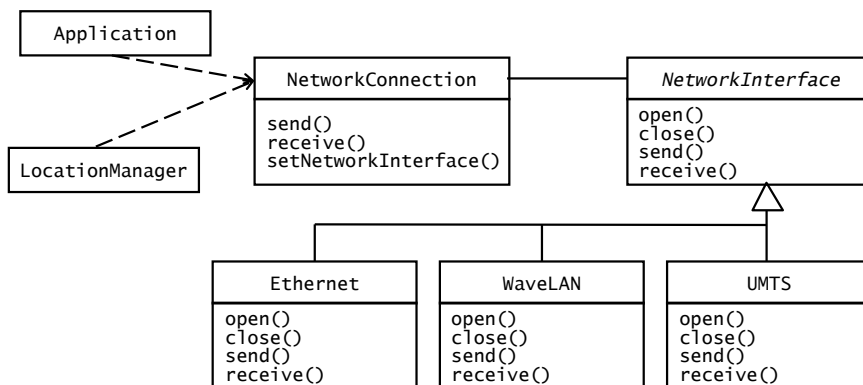 Application
NetworkConnection
NetworkInterface
send()
receive()
setNetworkInterface()
open()
close()
send()
receive()
LocationManager
Ethernet
WaveLAN
UMTS
open()
close()
send()
receive()
open()
close()
send()
receive()
open()
close()
send()
receive()